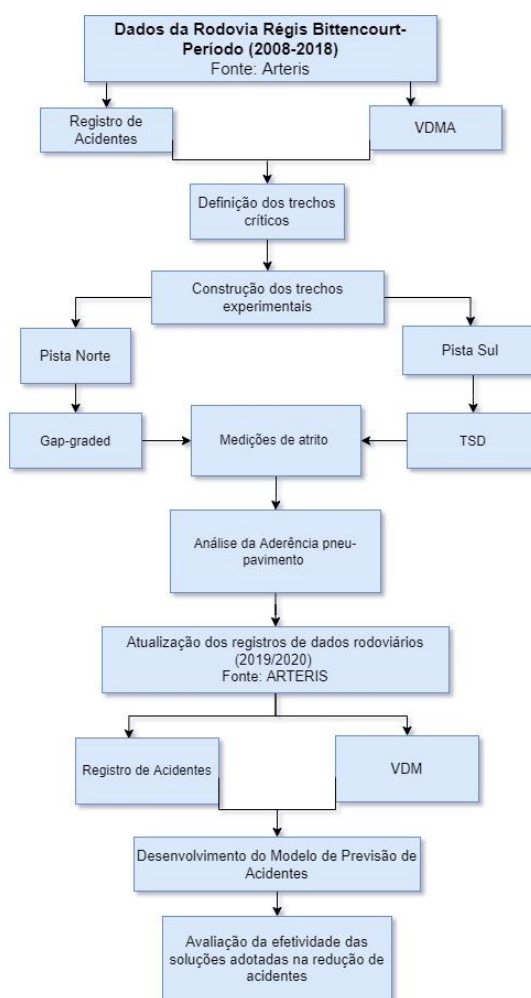 Dados da Rodovia Régis Bittencourt-
Período (2008-2018)
Fonte: Arteris
Registro de
Acidentes
VDMA
Definição dos trechos
críticos
Construção dos trechos
experimentais
Pista Norte
Pista Sul
Gap-graded
Medições de atrito
TSD
Análise da Aderência pneu-
pavimento
Atualização dos registros de dados rodoviários
(2019/2020)
Fonte: ARTERIS
Registro de Acidentes
VDM
Desenvolvimento do Modelo de Previsão de
Acidentes
Avaliação da efetividade das
soluções adotadas na redução de
acidentes